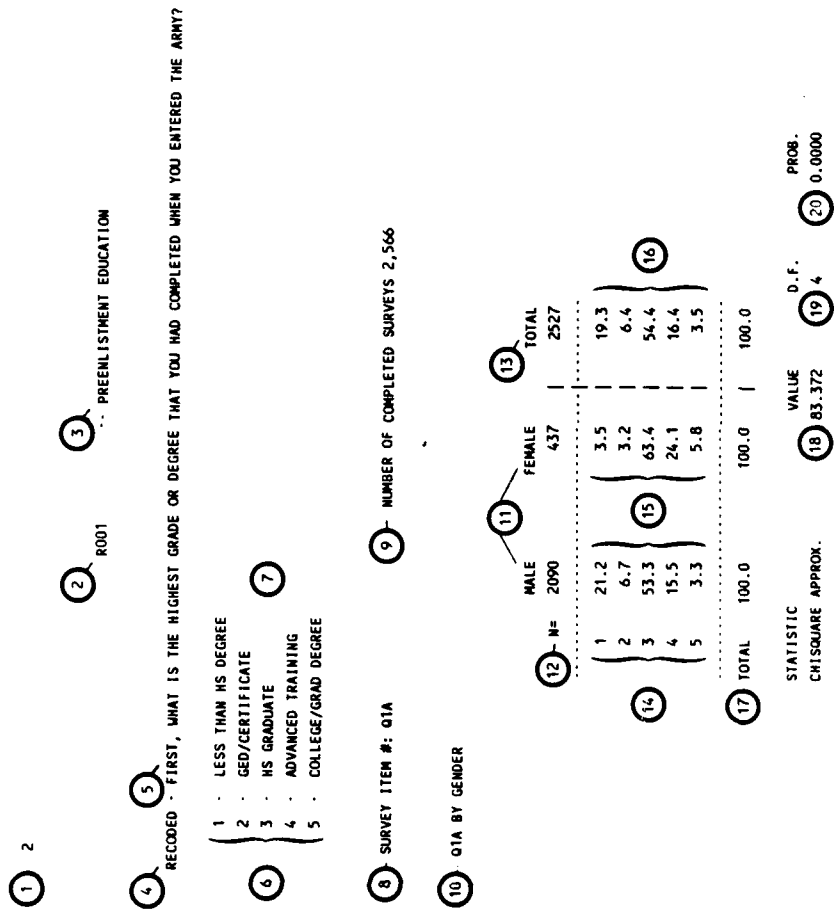 1 2
2 R001
3 -- PREENLISTMENT EDUCATION
4 5
RECODED - FIRST, WHAT IS THE HIGHEST GRADE OR DEGREE THAT YOU HAD COMPLETED WHEN YOU ENTERED THE ARMY?
1 - LESS THAN HS DEGREE
2 - GED/CERTIFICATE
6 3 - HS GRADUATE 7
4 - ADVANCED TRAINING
5 - COLLEGE/GRAD DEGREE
8 SURVEY ITEM #: Q1A 9 NUMBER OF COMPLETED SURVEYS 2,566
10 Q1A BY GENDER
11 13
MALE FEMALE TOTAL
12 N= 2090 437 | 2527
1 21.2 3.5 | 19.3
2 6.7 3.2 | 6.4
14 3 53.3 15 63.4 | 54.4 16
4 15.5 24.1 | 16.4
5 3.3 5.8 | 3.5
17 TOTAL 100.0 100.0 | 100.0
STATISTIC VALUE D.F. PROB.
CHISQUARE APPROX. 18 83.372 19 4 20 0.0000